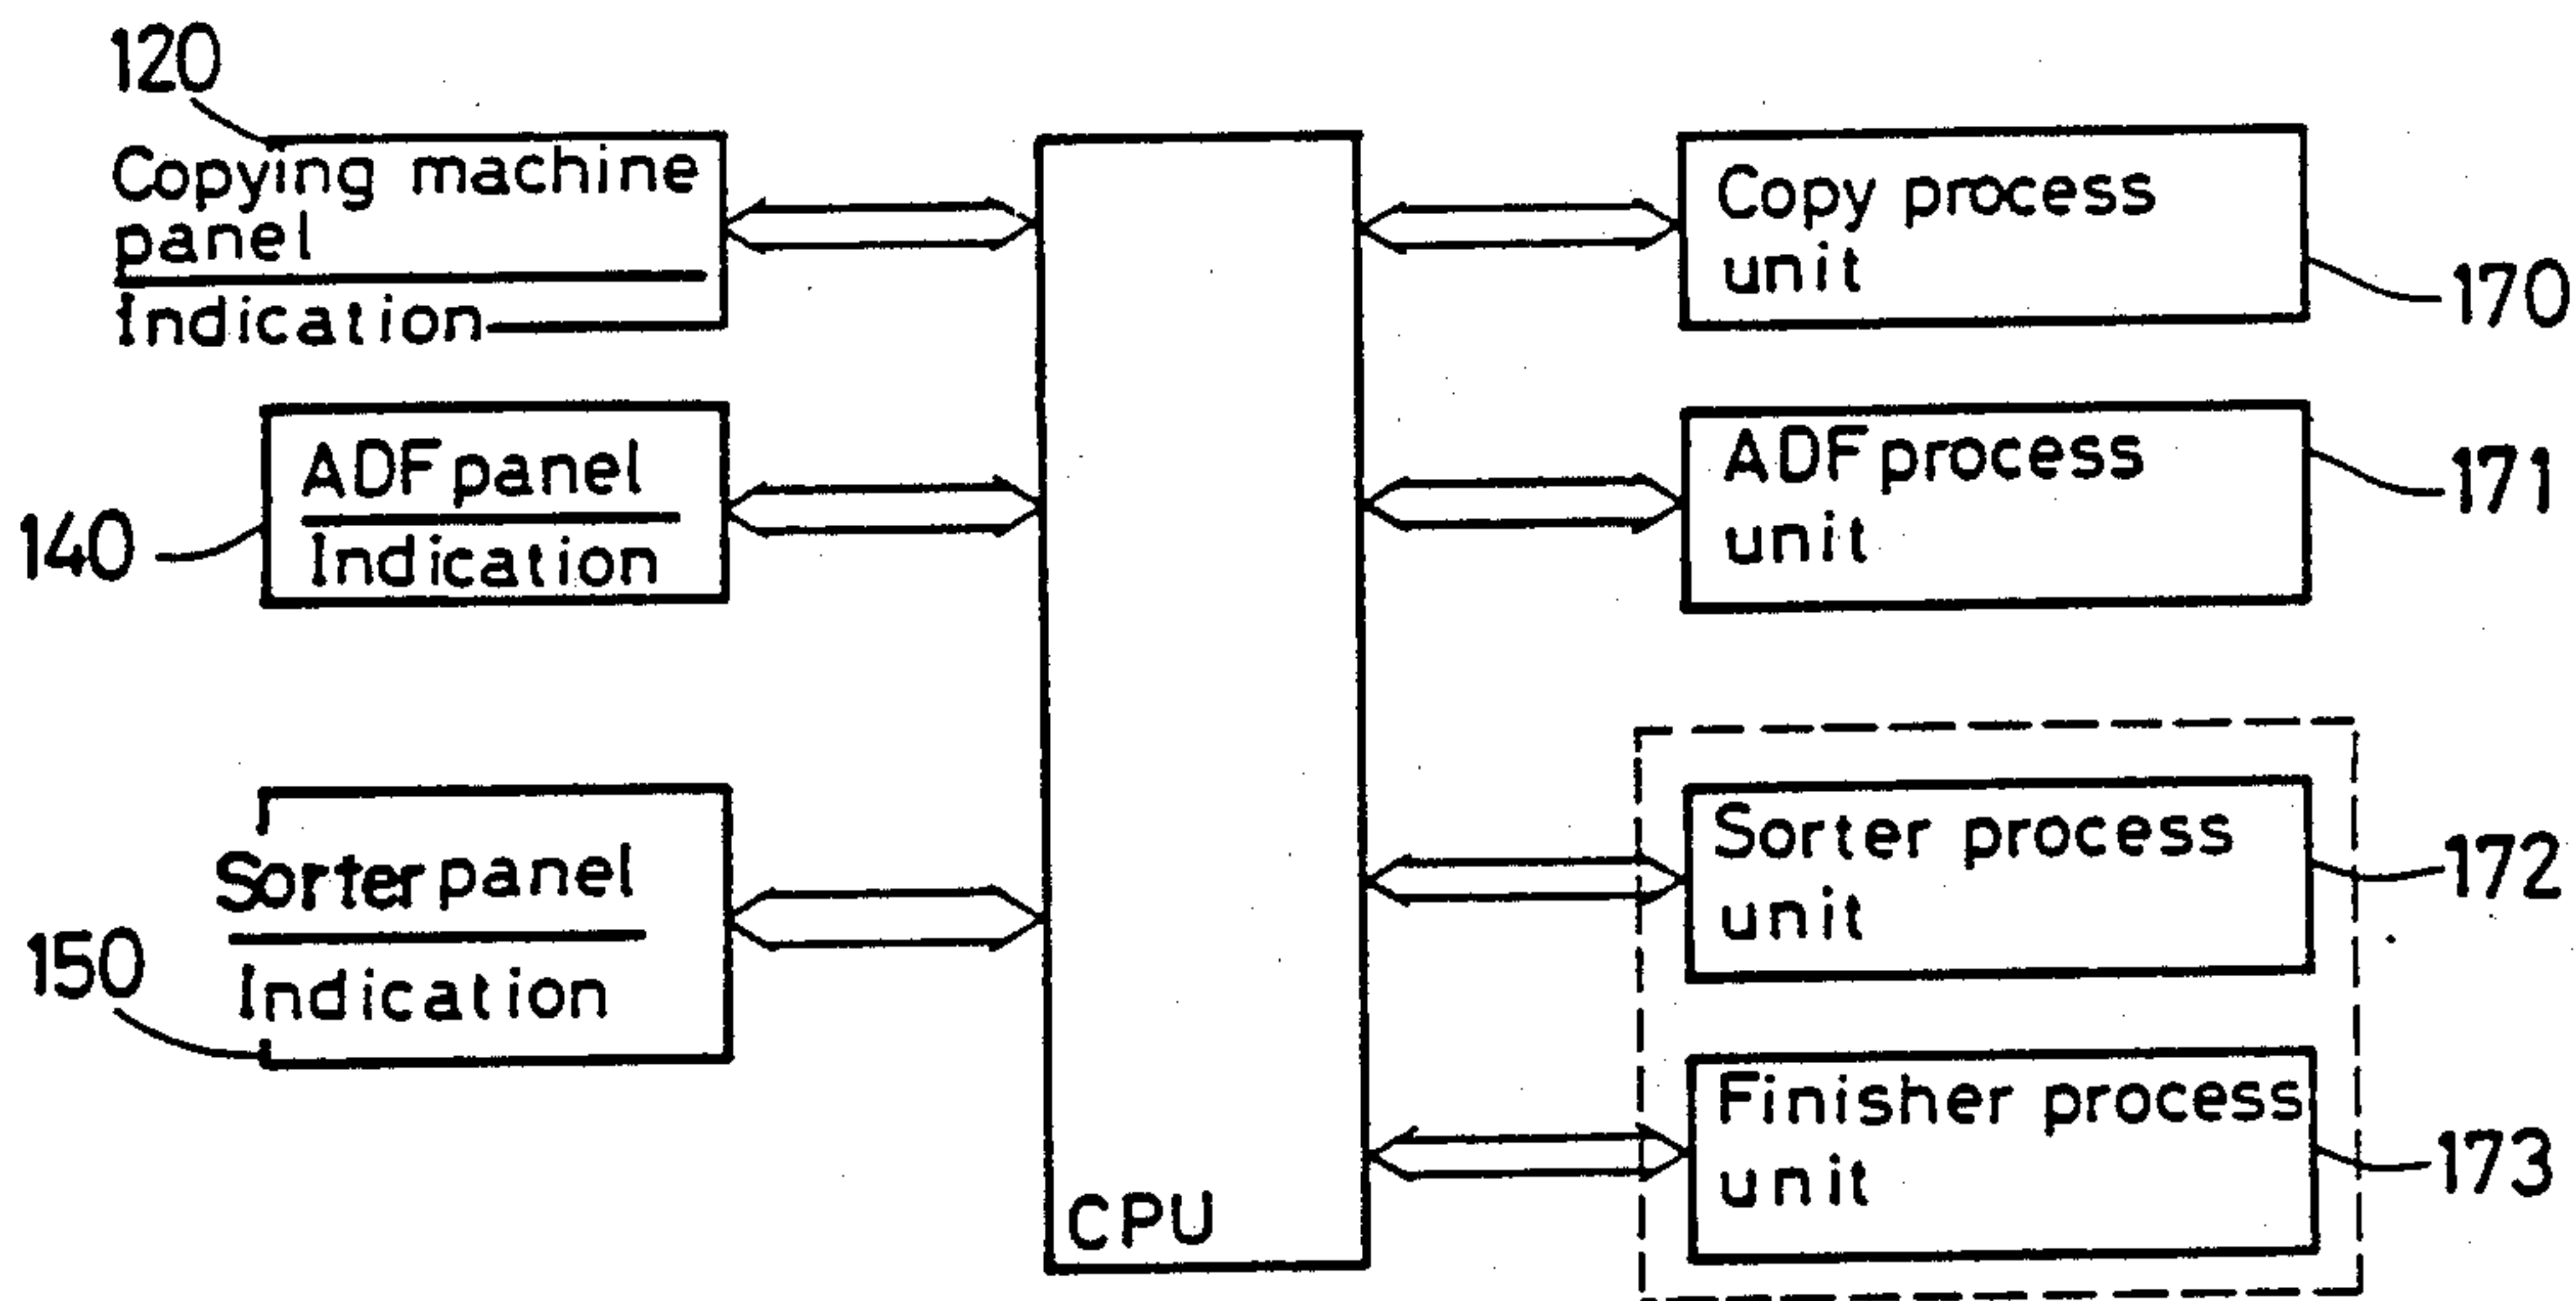 120
Copying machine
panel
Indication
140
ADF panel
Indication
150
Sorter panel
Indication
CPU
Copy process
unit
170
ADF process
unit
171
Sorter process
unit
172
Finisher process
unit
173